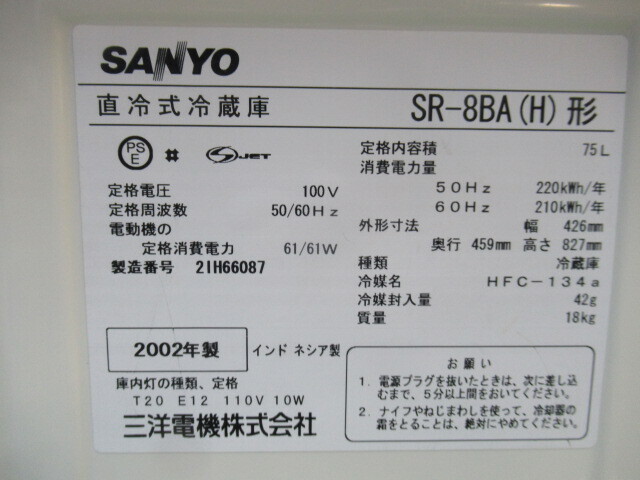 SANYO
直冷式冷蔵庫 SR-8BA(H)形
PS
E
JET
定格電圧 100V
定格周波数 50/60Hz
電動機の
定格消費電力 61/61W
製造番号 21H66087
2002年製 インドネシア製
庫内灯の種類、定格
T20 E12 110V 10W
三洋電機株式会社
定格内容積 75L
消費電力量
50Hz 220kWh/年
60Hz 210kWh/年
外形寸法 幅 426mm
奥行 459mm 高さ 827mm
種類 冷蔵庫
冷媒名 HFC-134a
冷媒封入量 42g
質量 18kg
お願い
1. 電源プラグを抜いたときは、次に差し込
むまで、5分以上間をおいてください。
2. ナイフやねじまわしを使って、冷却器の
霜をとることは、絶対にやめてください。